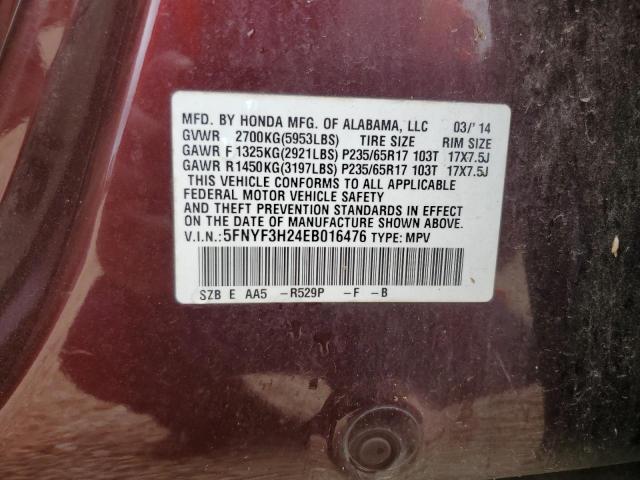 MFD. BY HONDA MFG. OF ALABAMA, LLC 03/'14
GVWR 2700KG(5953LBS) TIRE SIZE RIM SIZE
GAWR F 1325KG(2921LBS) P235/65R17 103T 17X7.5J
GAWR R1450KG(3197LBS) P235/65R17 103T 17X7.5J
THIS VEHICLE CONFORMS TO ALL APPLICABLE
FEDERAL MOTOR VEHICLE SAFETY
AND THEFT PREVENTION STANDARDS IN EFFECT
ON THE DATE OF MANUFACTURE SHOWN ABOVE.
V.I.N.: 5FNYF3H24EB016476 TYPE: MPV
SZB E AA5 -R529P -F -B